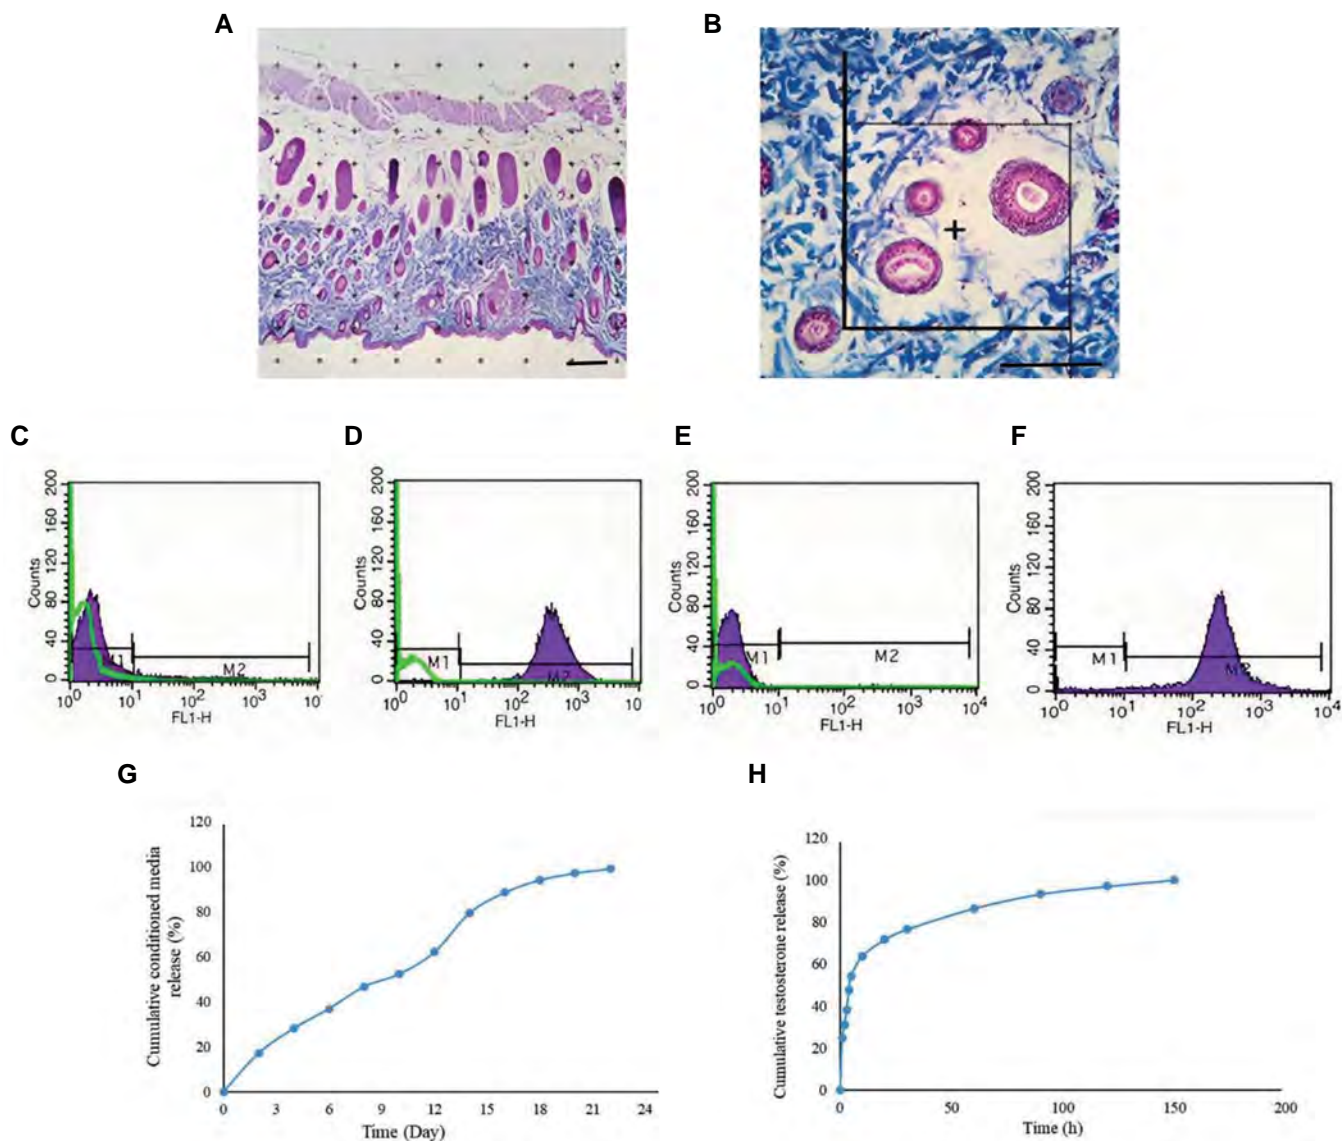 A
B
C
D
E
F
200
160
120
80
40
0
Counts
M1
M2
10⁰ 10¹ 10² 10³ 10
FL1-H
200
160
120
80
40
0
Counts
M1
M2
10⁰ 10¹ 10² 10³ 10
FL1-H
200
160
120
80
40
0
Counts
M1
M2
10⁰ 10¹ 10² 10³ 10⁴
FL1-H
200
160
120
80
40
0
Counts
M1
M2
10⁰ 10¹ 10² 10³ 10⁴
FL1-H
G
120
100
80
60
40
20
0
Cumulative conditioned media
release (%)
0 3 6 9 12 15 18 21 24
Time (Day)
H
120
100
80
60
40
20
0
Cumulative testosterone release (%)
0 50 100 150 200
Time (h)